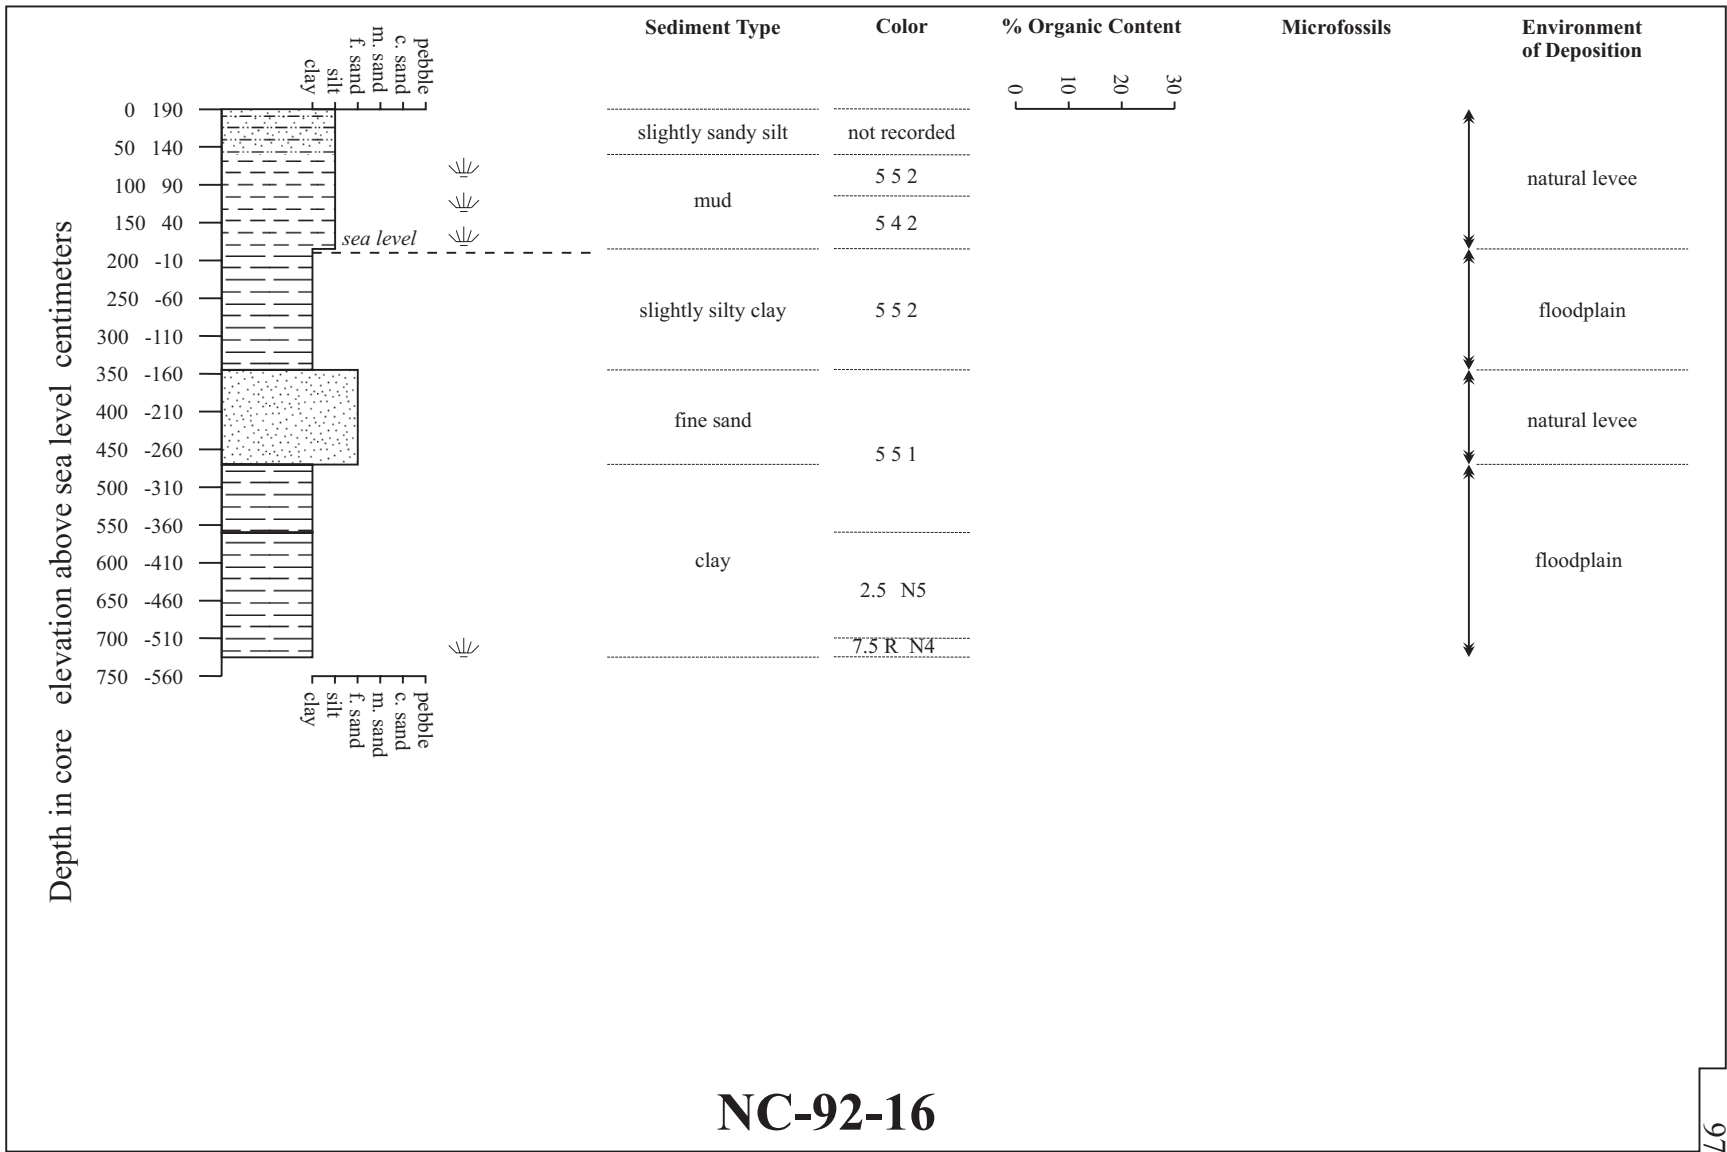 Sediment Type
Color
% Organic Content
Microfossils
Environment
of Deposition
clay
silt
f. sand
m. sand
c. sand
pebble
0 10 20 30
0 190
50 140
100 90
150 40
200 -10
250 -60
300 -110
350 -160
400 -210
450 -260
500 -310
550 -360
600 -410
650 -460
700 -510
750 -560
Depth in core elevation above sea level centimeters
sea level
slightly sandy silt
mud
slightly silty clay
fine sand
clay
not recorded
5 5 2
5 4 2
5 5 2
5 5 1
2.5 N5
7.5 R N4
natural levee
floodplain
natural levee
floodplain
clay
silt
f. sand
m. sand
c. sand
pebble
NC-92-16
97